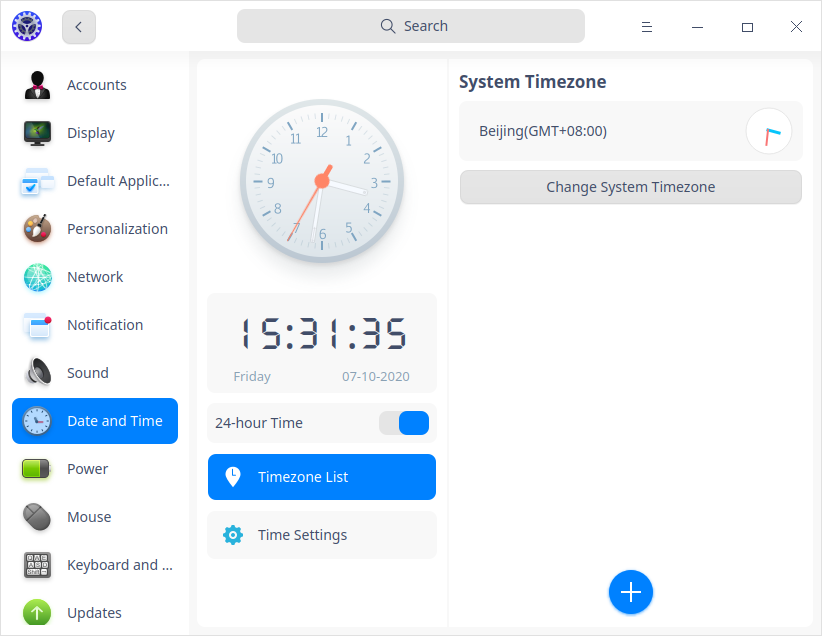 Search
Accounts
Display
Default Applic...
Personalization
Network
Notification
Sound
Date and Time
Power
Mouse
Keyboard and ...
Updates
12
1
2
3
4
5
6
7
8
9
10
11
15:31:35
Friday
07-10-2020
24-hour Time
Timezone List
Time Settings
System Timezone
Beijing(GMT+08:00)
Change System Timezone